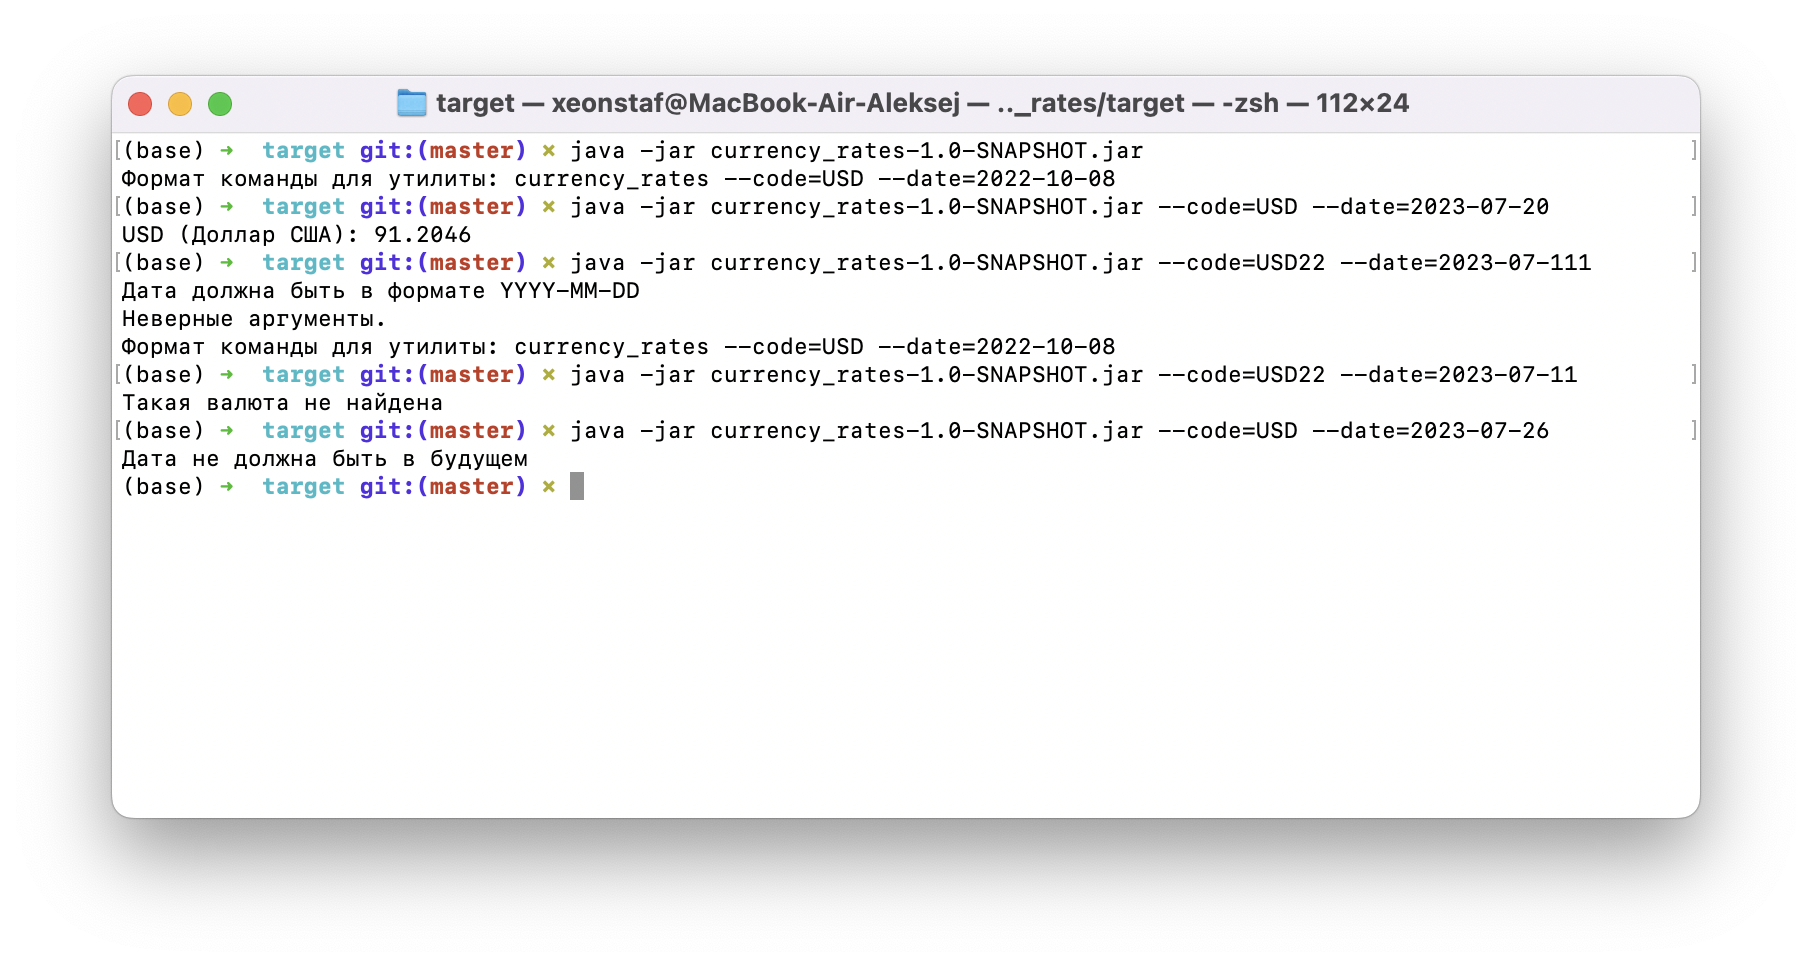 target — xeonstaf@MacBook-Air-Aleksej — .._rates/target — -zsh — 112×24
[(base) ➜  target git:(master) ✗ java -jar currency_rates-1.0-SNAPSHOT.jar ]
Формат команды для утилиты: currency_rates --code=USD --date=2022-10-08
[(base) ➜  target git:(master) ✗ java -jar currency_rates-1.0-SNAPSHOT.jar --code=USD --date=2023-07-20 ]
USD (Доллар США): 91.2046
[(base) ➜  target git:(master) ✗ java -jar currency_rates-1.0-SNAPSHOT.jar --code=USD22 --date=2023-07-111 ]
Дата должна быть в формате YYYY-MM-DD
Неверные аргументы.
Формат команды для утилиты: currency_rates --code=USD --date=2022-10-08
[(base) ➜  target git:(master) ✗ java -jar currency_rates-1.0-SNAPSHOT.jar --code=USD22 --date=2023-07-11 ]
Такая валюта не найдена
[(base) ➜  target git:(master) ✗ java -jar currency_rates-1.0-SNAPSHOT.jar --code=USD --date=2023-07-26 ]
Дата не должна быть в будущем
(base) ➜  target git:(master) ✗